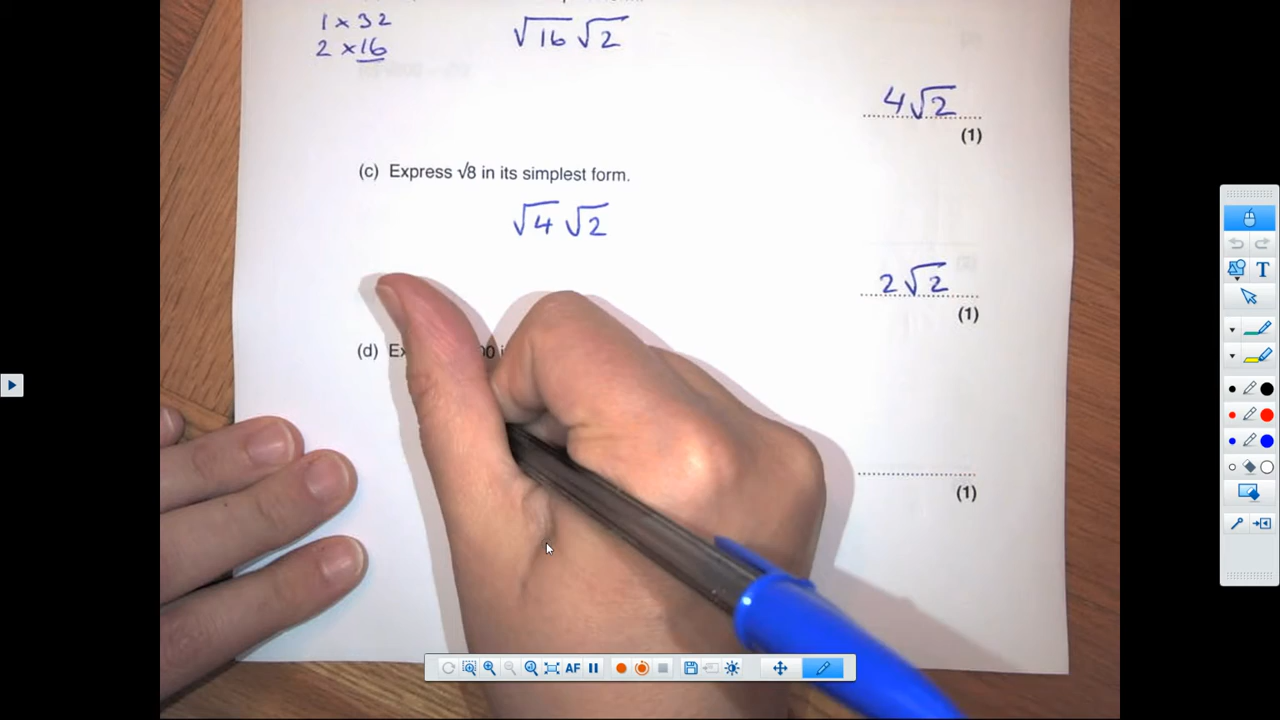 1 x 32
2 x 16
√16 √2
4√2
(1)
(c) Express √8 in its simplest form.
√4 √2
2√2
(1)
(d)
(1)
T
AF